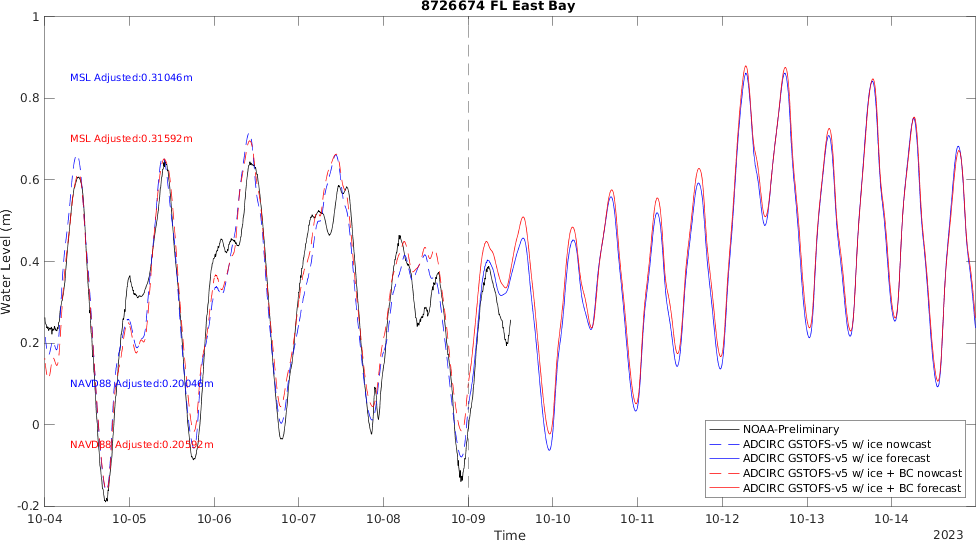 8726674 FL East Bay
1
0.8
0.6
0.4
0.2
0
-0.2
Water Level (m)
MSL Adjusted:0.31046m
MSL Adjusted:0.31592m
NAVD88 Adjusted:0.20046m
NAVD88 Adjusted:0.20592m
NOAA-Preliminary
ADCIRC GSTOFS-v5 w/ ice nowcast
ADCIRC GSTOFS-v5 w/ ice forecast
ADCIRC GSTOFS-v5 w/ ice + BC nowcast
ADCIRC GSTOFS-v5 w/ ice + BC forecast
10-04 10-05 10-06 10-07 10-08 10-09 10-10 10-11 10-12 10-13 10-14
Time
2023